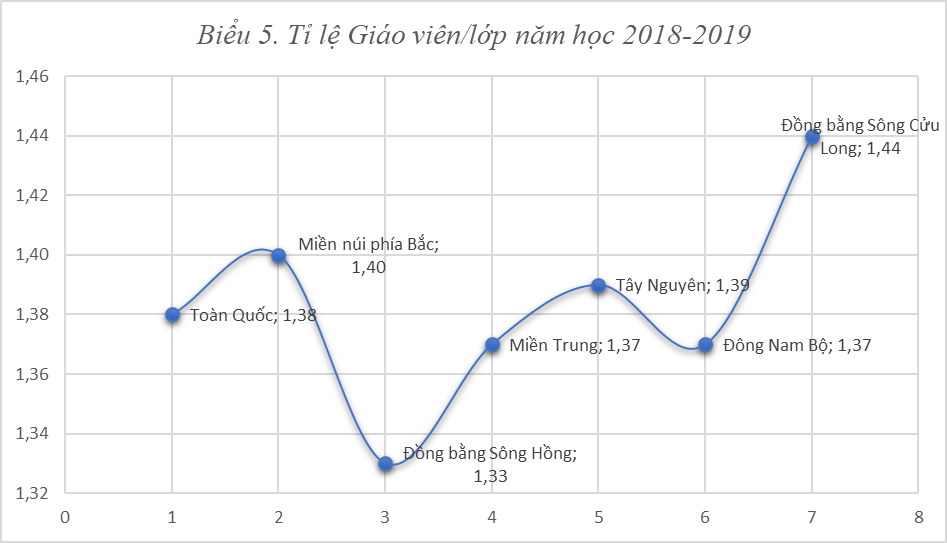 Biểu 5. Tỉ lệ Giáo viên/lớp năm học 2018-2019
1,46
1,44
1,42
1,40
1,38
1,36
1,34
1,32
Đồng bằng Sông Cửu
Long; 1,44
Miền núi phía Bắc;
1,40
Tây Nguyên; 1,39
Toàn Quốc; 1,38
Miền Trung; 1,37
Đông Nam Bộ; 1,37
Đồng bằng Sông Hồng;
1,33
0 1 2 3 4 5 6 7 8